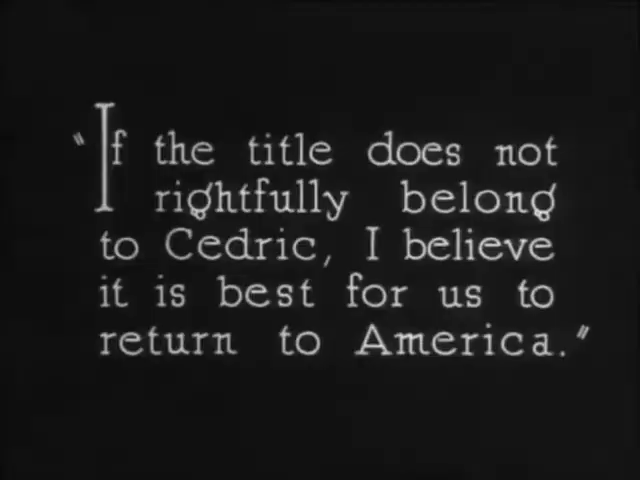 "If the title does not
rightfully belong
to Cedric, I believe
it is best for us to
return to America."